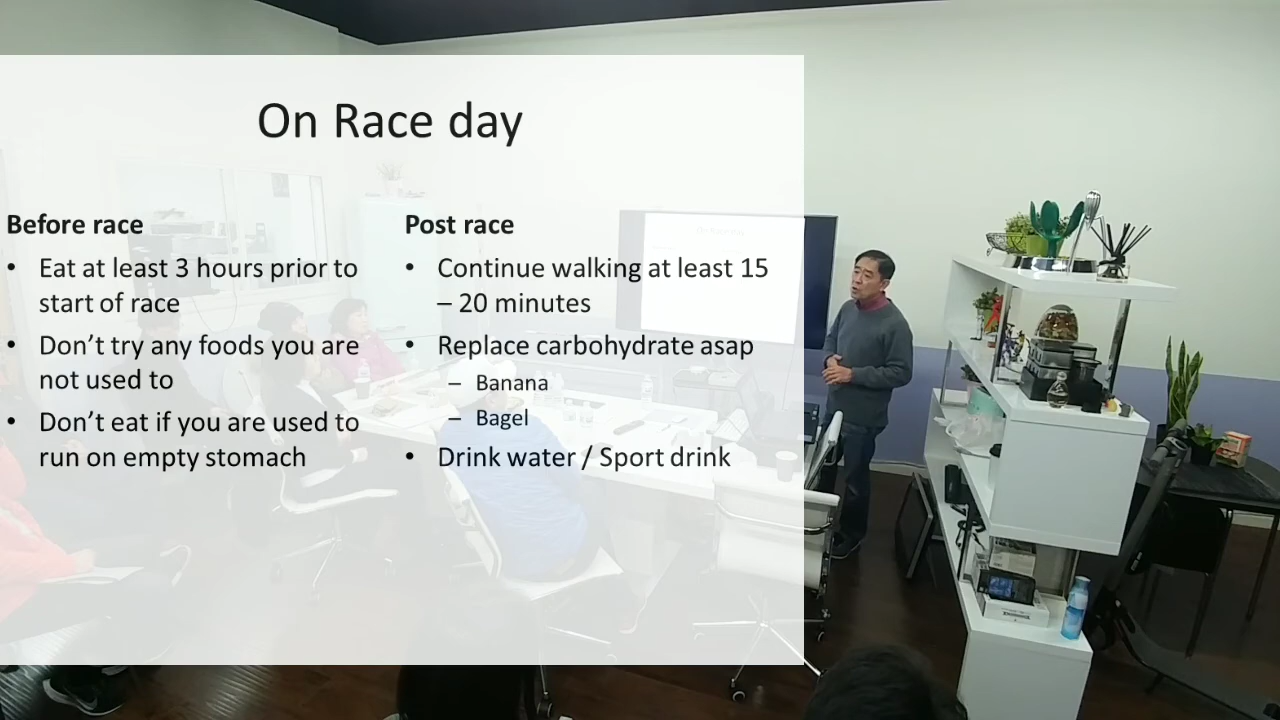 On Race day
Before race
• Eat at least 3 hours prior to
start of race
• Don’t try any foods you are
not used to
• Don’t eat if you are used to
run on empty stomach
Post race
• Continue walking at least 15
– 20 minutes
• Replace carbohydrate asap
– Banana
– Bagel
• Drink water / Sport drink